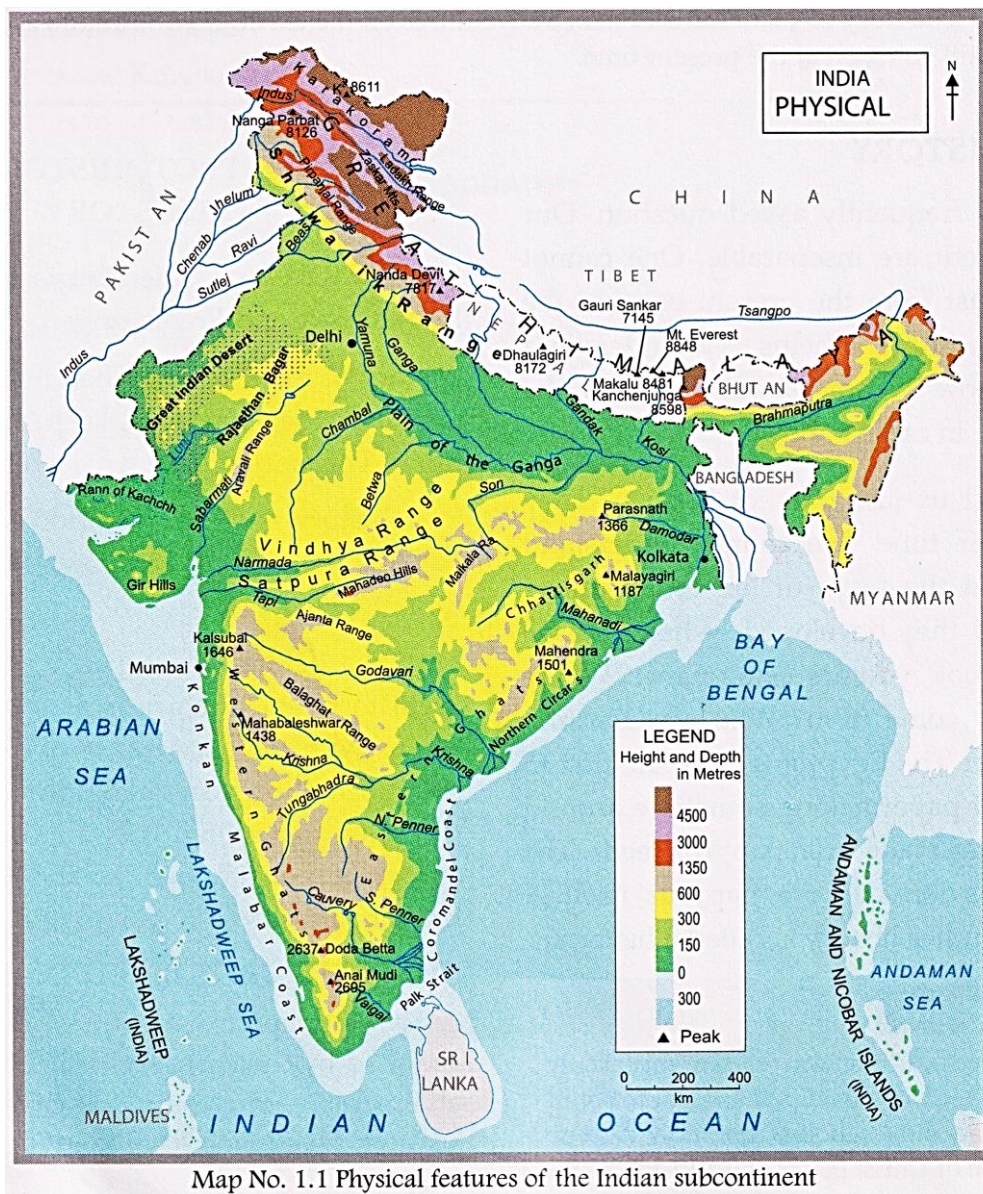 INDIA
PHYSICAL
N
Karakoram
K² 8611
Indus
Nanga Parbat
8126
Ladakh Range
Zaskar Mts.
Pirpanjal Range
GREAT HIMALAYA
Shiwalik Range
PAKISTAN
Jhelum
Chenab
Ravi
Beas
Sutlej
Indus
CHINA
TIBET
Nanda Devi
7817
NEPAL
Gauri Sankar
7145
Tsangpo
Mt. Everest
8848
Dhaulagiri
8172
Makalu 8481
Kanchenjunga
8598
BHUTAN
Brahmaputra
Delhi
Yamuna
Ganga
Great Indian Desert
Rajasthan Bagar
Luni
Aravali Range
Sabarmeti
Chambal
Betwa
Plain of the Ganga
Son
Gandak
Kosi
BANGLADESH
Rann of Kachchh
Gir Hills
Vindhya Range
Narmada
Satpura Range
Mahadeo Hills
Maikala Ra.
Tapi
Parasnath
1366
Damodar
Kolkata
Malayagiri
1187
Chhattisgarh
Mahanadi
MYANMAR
Ajanta Range
Kalsubai
1646
Mumbai
Godavari
Balaghat Range
Mahendra
1501
BAY
OF
BENGAL
ARABIAN
SEA
Konkan
Western Ghats
Mahabaleshwar
1438
Krishna
Krishna
Tungabhadra
Eastern Ghats
Northern Circar's
N. Penner
S. Penner
Cauvery
Coromandel Coast
Malabar Coast
2637 Doda Betta
Anai Mudi
2695
Vaigai
Palk Strait
LAKSHADWEEP SEA
LAKSHADWEEP
(INDIA)
MALDIVES
SRI
LANKA
INDIAN OCEAN
ANDAMAN AND NICOBAR ISLANDS
(INDIA)
ANDAMAN
SEA
LEGEND
Height and Depth
in Metres
4500
3000
1350
600
300
150
0
300
Peak
0 200 400
km
Map No. 1.1 Physical features of the Indian subcontinent